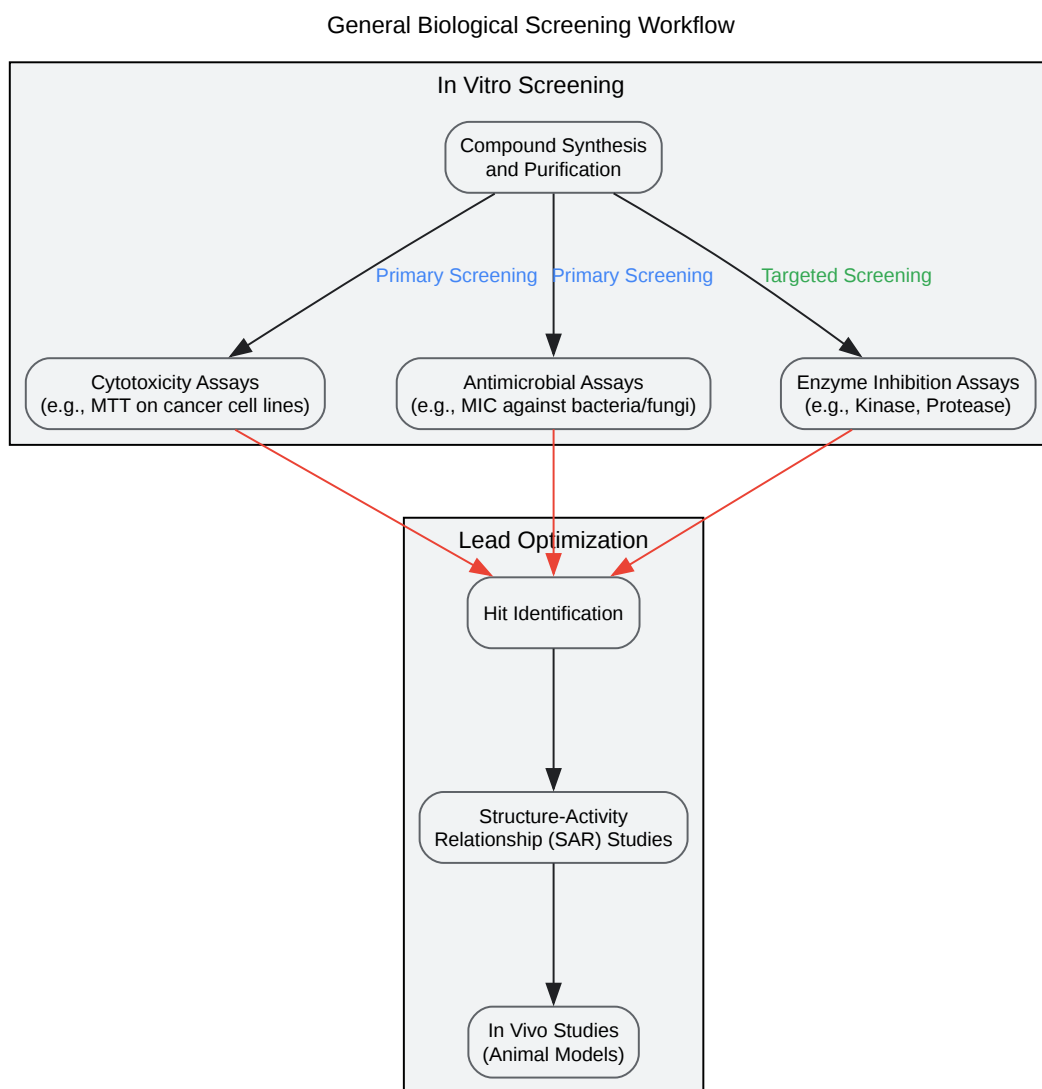 General Biological Screening Workflow
In Vitro Screening
Compound Synthesis
and Purification
Primary Screening
Primary Screening
Targeted Screening
Cytotoxicity Assays
(e.g., MTT on cancer cell lines)
Antimicrobial Assays
(e.g., MIC against bacteria/fungi)
Enzyme Inhibition Assays
(e.g., Kinase, Protease)
Lead Optimization
Hit Identification
Structure-Activity
Relationship (SAR) Studies
In Vivo Studies
(Animal Models)